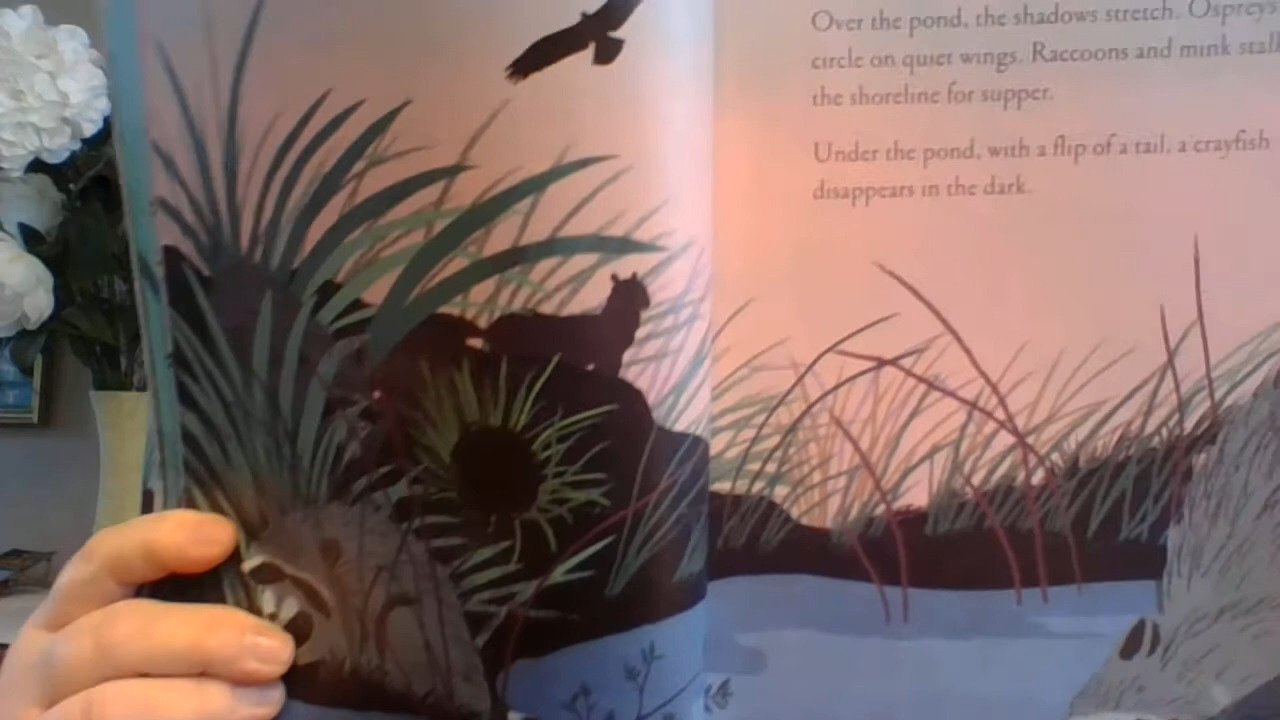 Over the pond, the shadows stretch. Ospreys
circle on quiet wings. Raccoons and mink stalk
the shoreline for supper.
Under the pond, with a flip of a tail, a crayfish
disappears in the dark.